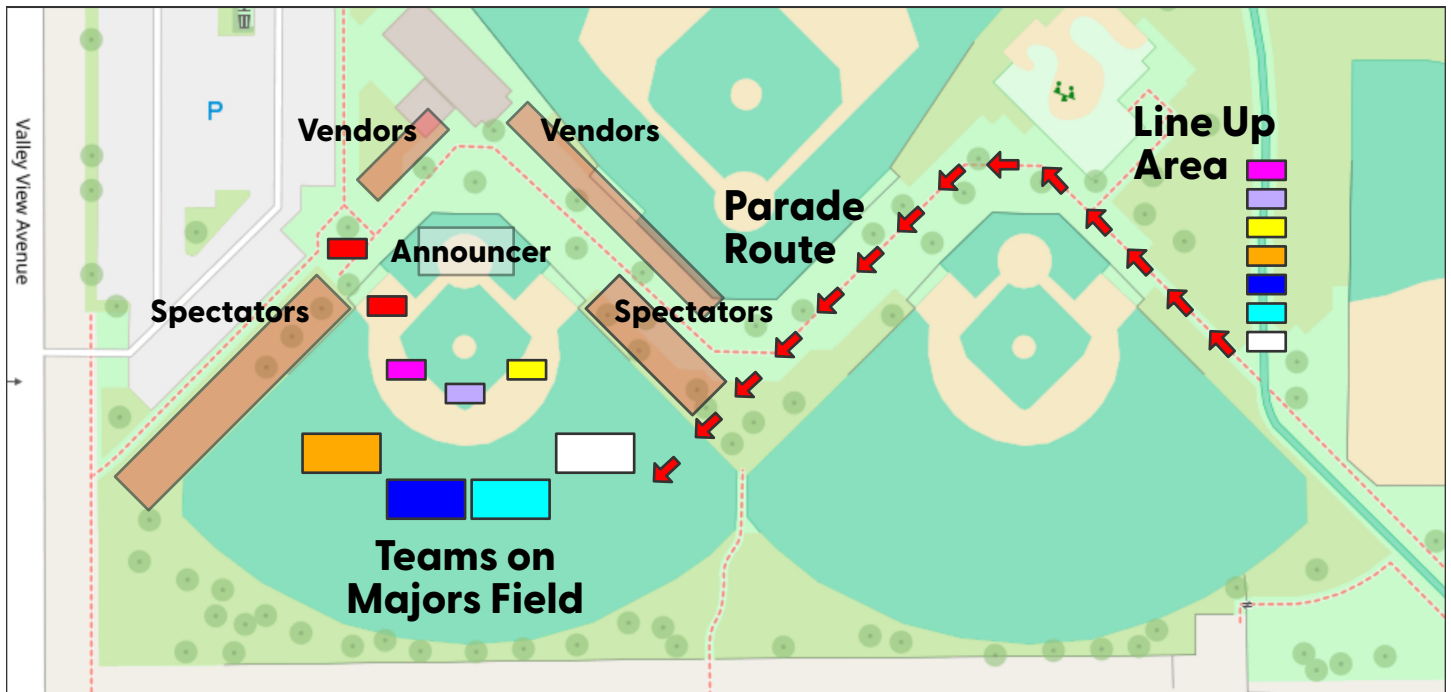 P
Valley View Avenue
Vendors
Vendors
Line Up
Area
Parade
Route
Announcer
Spectators
Spectators
Teams on
Majors Field